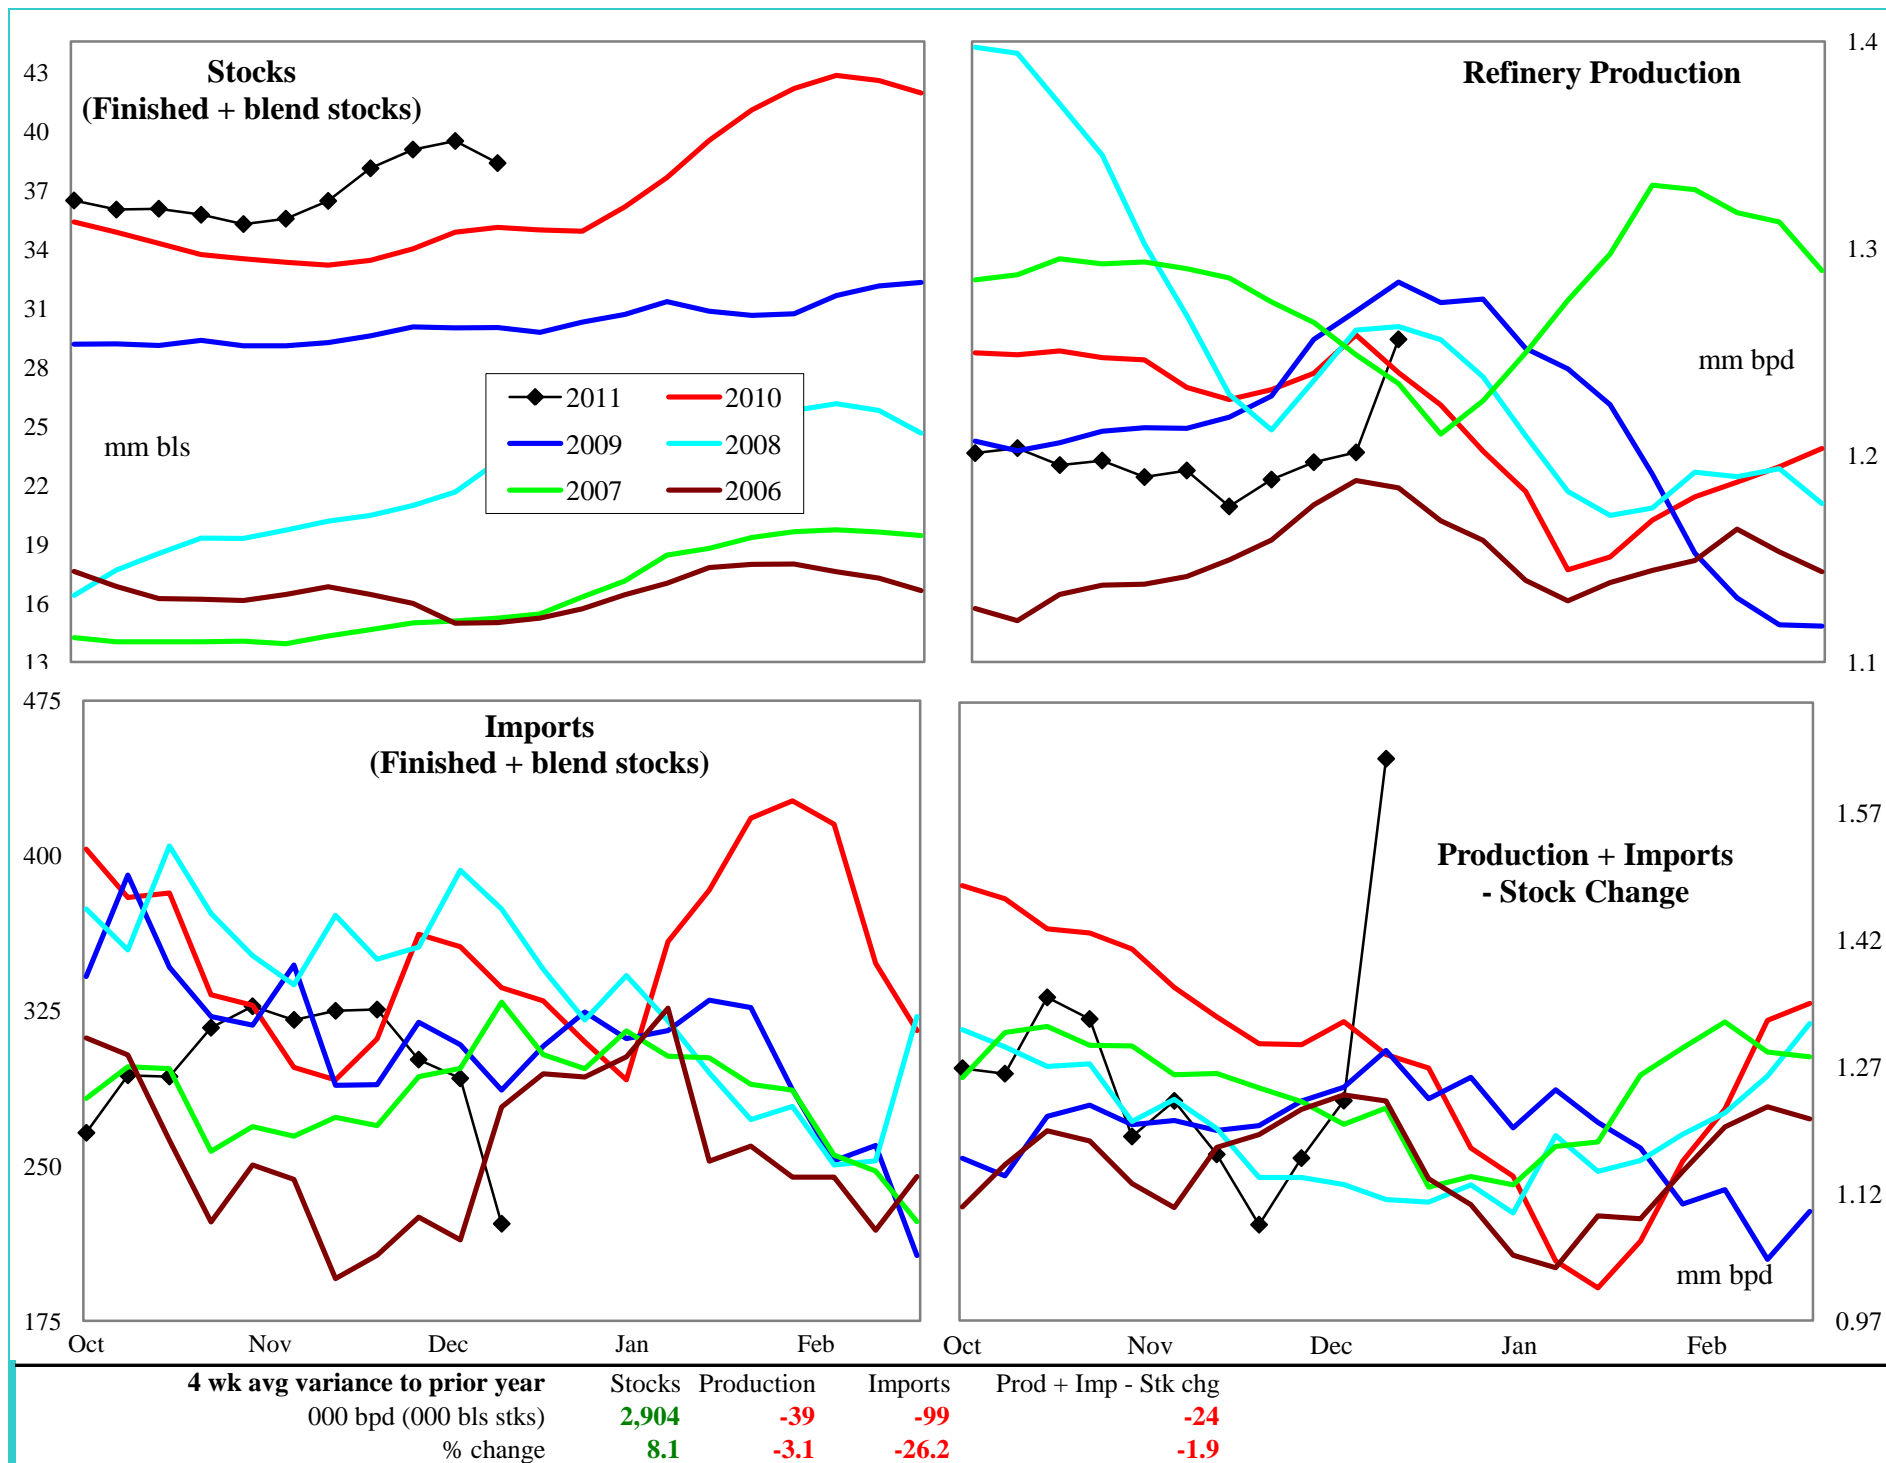 Stocks
(Finished + blend stocks)
43
40
37
34
31
28
25
22
19
16
13
mm bls
2011 2010
2009 2008
2007 2006
Refinery Production
mm bpd
1.4
1.3
1.2
1.1
Imports
(Finished + blend stocks)
475
400
325
250
175
Oct Nov Dec Jan Feb
Production + Imports
- Stock Change
mm bpd
1.57
1.42
1.27
1.12
0.97
Oct Nov Dec Jan Feb
4 wk avg variance to prior year Stocks Production Imports Prod + Imp - Stk chg
000 bpd (000 bls stks) 2,904 -39 -99 -24
% change 8.1 -3.1 -26.2 -1.9